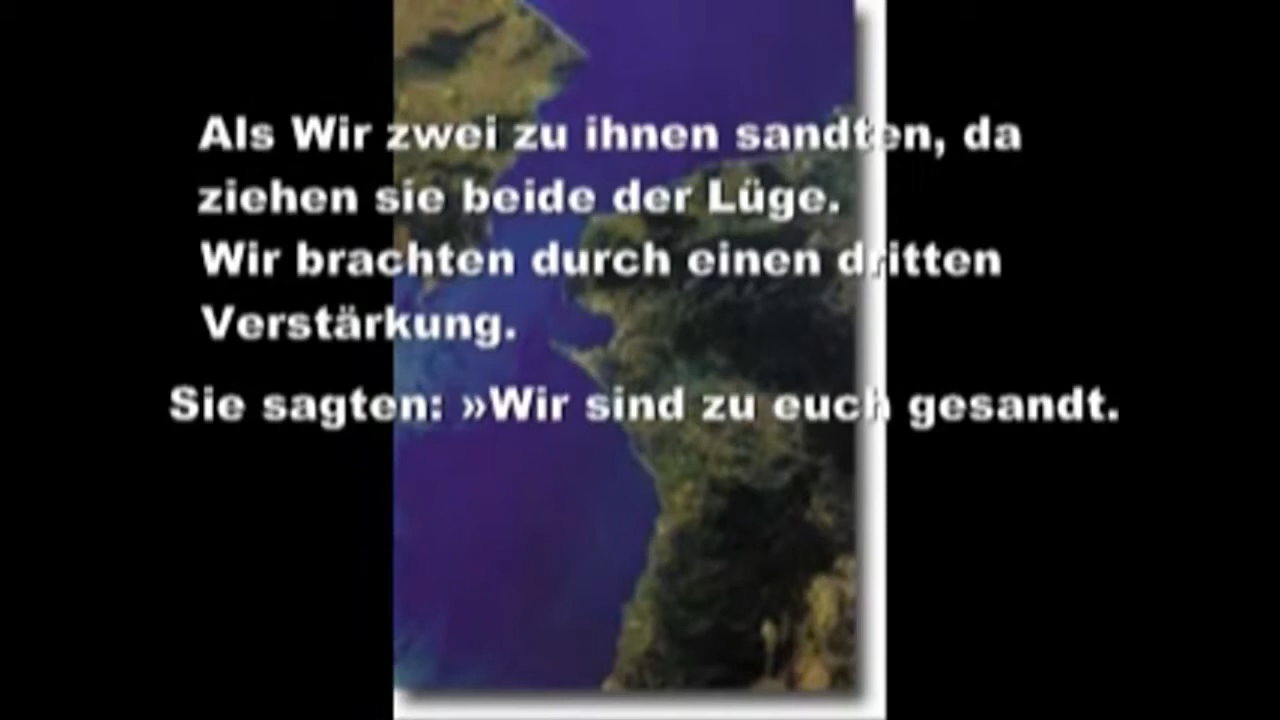 Als Wir zwei zu ihnen sandten, da
ziehen sie beide der Lüge.
Wir brachten durch einen dritten
Verstärkung.
Sie sagten: »Wir sind zu euch gesandt.